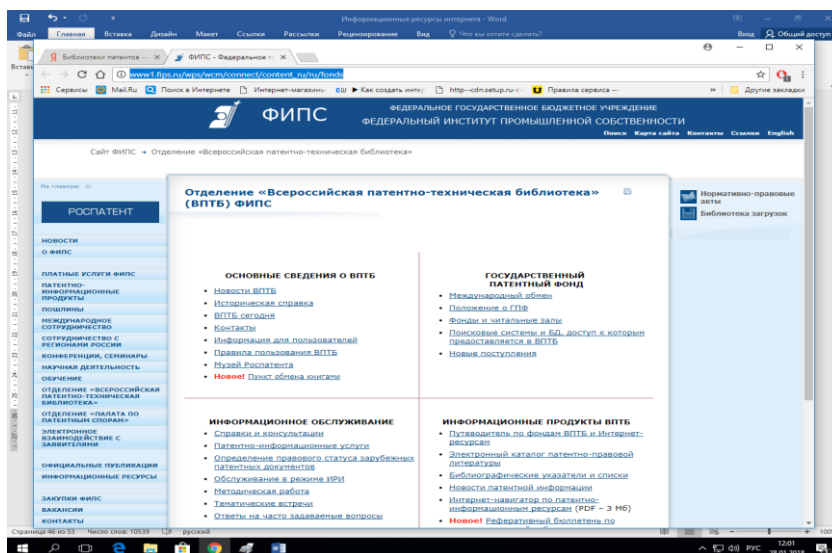 Информационные ресурсы интернета - Word
Файл Главная Вставка Дизайн Макет Ссылки Рассылки Рецензирование Вид Что вы хотите сделать? Вход Общий доступ
Библиотеки патентов — ФИПС - Федеральное г
www1.fips.ru/wps/wcm/connect/content_ru/ru/fonds
Сервисы Mail.Ru Поиск в Интернете Интернет-магазины Как создать интер http--cdn.setup.ru-c Правила сервиса — Другие закладки
ФИПС
ФЕДЕРАЛЬНОЕ ГОСУДАРСТВЕННОЕ БЮДЖЕТНОЕ УЧРЕЖДЕНИЕ
ФЕДЕРАЛЬНЫЙ ИНСТИТУТ ПРОМЫШЛЕННОЙ СОБСТВЕННОСТИ
Поиск Карта сайта Контакты Ссылки English
Сайт ФИПС → Отделение «Всероссийская патентно-техническая библиотека»
На главную
РОСПАТЕНТ
НОВОСТИ
О ФИПС
ПЛАТНЫЕ УСЛУГИ ФИПС
ПАТЕНТНО-
ИНФОРМАЦИОННЫЕ
ПРОДУКТЫ
ПОШЛИНЫ
МЕЖДУНАРОДНОЕ
СОТРУДНИЧЕСТВО
СОТРУДНИЧЕСТВО С
РЕГИОНАМИ РОССИИ
КОНФЕРЕНЦИИ, СЕМИНАРЫ
НАУЧНАЯ ДЕЯТЕЛЬНОСТЬ
ОБУЧЕНИЕ
ОТДЕЛЕНИЕ «ВСЕРОССИЙСКАЯ
ПАТЕНТНО-ТЕХНИЧЕСКАЯ
БИБЛИОТЕКА»
ОТДЕЛЕНИЕ «ПАЛАТА ПО
ПАТЕНТНЫМ СПОРАМ»
ЭЛЕКТРОННОЕ
ВЗАИМОДЕЙСТВИЕ С
ЗАЯВИТЕЛЯМИ
ОФИЦИАЛЬНЫЕ ПУБЛИКАЦИИ
ИНФОРМАЦИОННЫЕ РЕСУРСЫ
ЗАКУПКИ ФИПС
ВАКАНСИИ
КОНТАКТЫ
Отделение «Всероссийская патентно-техническая библиотека»
(ВПТБ) ФИПС
ОСНОВНЫЕ СВЕДЕНИЯ О ВПТБ
• Новости ВПТБ
• Историческая справка
• ВПТБ сегодня
• Контакты
• Информация для пользователей
• Правила пользования ВПТБ
• Музей Роспатента
• Новое! Пункт обмена книгами
ГОСУДАРСТВЕННЫЙ
ПАТЕНТНЫЙ ФОНД
• Международный обмен
• Положение о ГПФ
• Фонды и читальные залы
• Поисковые системы и БД, доступ к которым
предоставляется в ВПТБ
• Новые поступления
ИНФОРМАЦИОННОЕ ОБСЛУЖИВАНИЕ
• Справки и консультации
• Патентно-информационные услуги
• Определение правового статуса зарубежных
патентных документов
• Обслуживание в режиме ИРИ
• Методическая работа
• Тематические встречи
• Ответы на часто задаваемые вопросы
ИНФОРМАЦИОННЫЕ ПРОДУКТЫ ВПТБ
• Путеводитель по фондам ВПТБ и Интернет-
ресурсам
• Электронный каталог патентно-правовой
литературы
• Библиографические указатели и списки
• Новости патентной информации
• Интернет-навигатор по патентно-
информационным ресурсам (PDF – 3 Мб)
• Новое! Реферативный бюллетень по
Нормативно-правовые
акты
Библиотека загрузок
Страница 46 из 53 Число слов: 10539 русский
РУС 12:01
28.01.2018